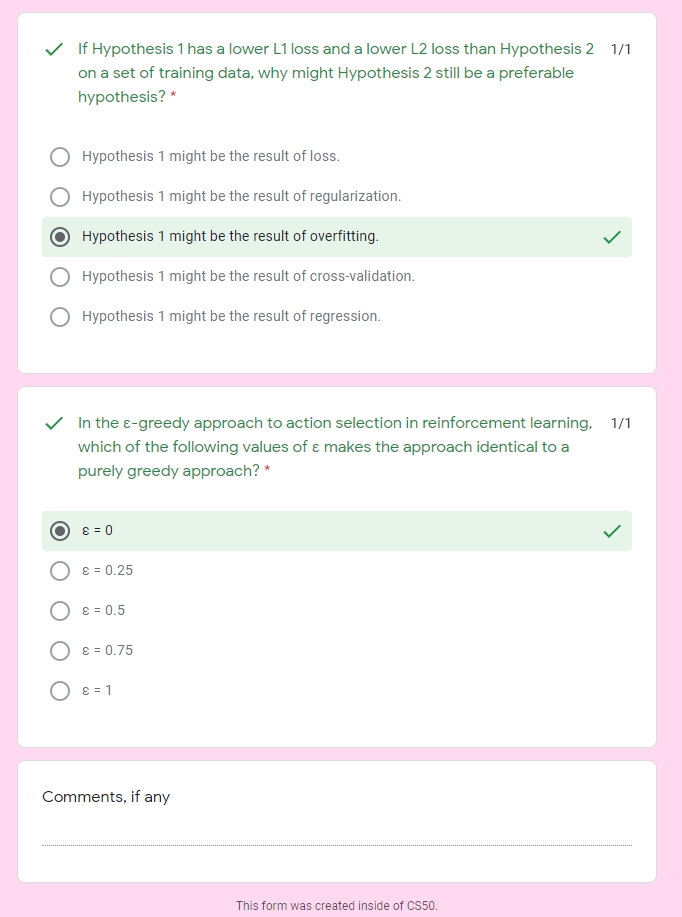 If Hypothesis 1 has a lower L1 loss and a lower L2 loss than Hypothesis 2 1/1
on a set of training data, why might Hypothesis 2 still be a preferable
hypothesis? *
Hypothesis 1 might be the result of loss.
Hypothesis 1 might be the result of regularization.
Hypothesis 1 might be the result of overfitting.
Hypothesis 1 might be the result of cross-validation.
Hypothesis 1 might be the result of regression.
In the ε-greedy approach to action selection in reinforcement learning, 1/1
which of the following values of ε makes the approach identical to a
purely greedy approach? *
ε = 0
ε = 0.25
ε = 0.5
ε = 0.75
ε = 1
Comments, if any
This form was created inside of CS50.